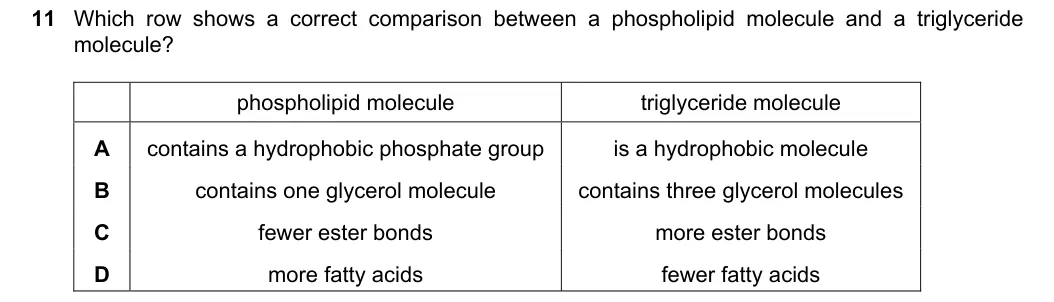 11 Which row shows a correct comparison between a phospholipid molecule and a triglyceride
molecule?
phospholipid molecule triglyceride molecule
A contains a hydrophobic phosphate group is a hydrophobic molecule
B contains one glycerol molecule contains three glycerol molecules
C fewer ester bonds more ester bonds
D more fatty acids fewer fatty acids